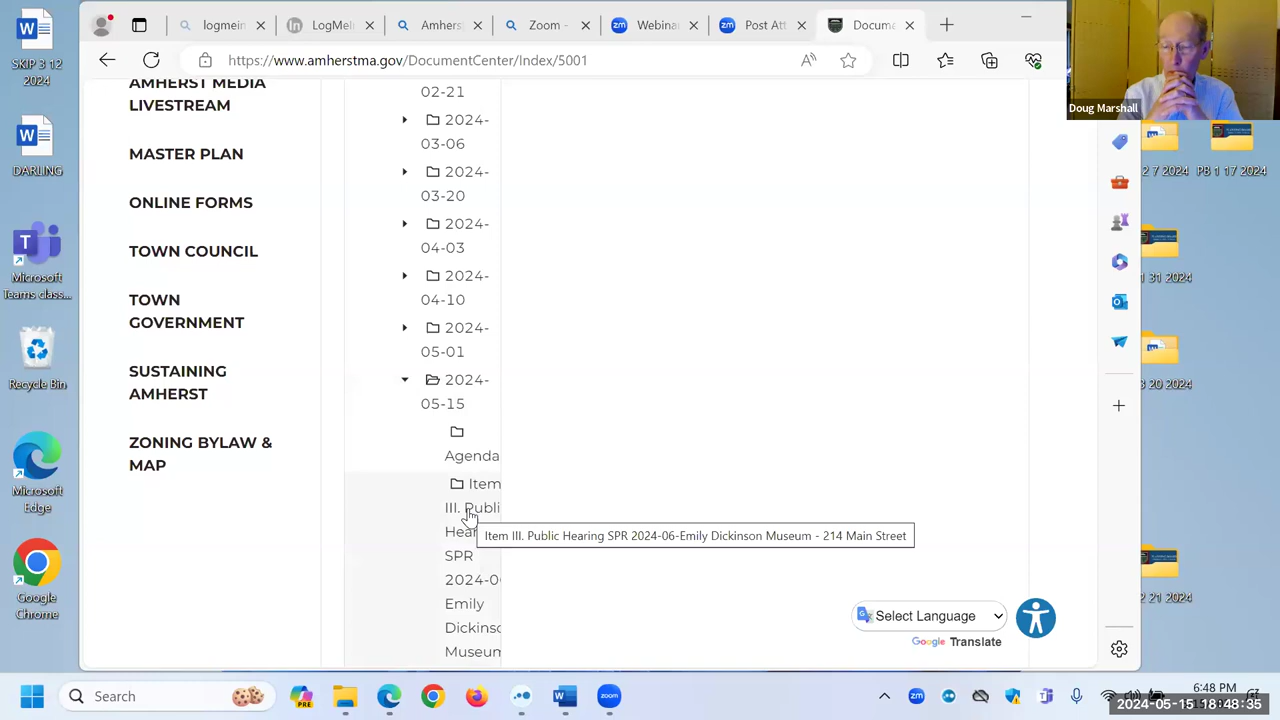 SKIP 3 12
2024
DARLING
Microsoft
Teams class...
Recycle Bin
Microsoft
Edge
Google
Chrome
logmein
LogMeI
Amhers
Zoom -
Webinar
Post Att
Docume
https://www.amherstma.gov/DocumentCenter/Index/5001
AMHERST MEDIA
LIVESTREAM
MASTER PLAN
ONLINE FORMS
TOWN COUNCIL
TOWN
GOVERNMENT
SUSTAINING
AMHERST
ZONING BYLAW &
MAP
02-21
2024-
03-06
2024-
03-20
2024-
04-03
2024-
04-10
2024-
05-01
2024-
05-15
Agenda
Item
III. Publi
Hear
SPR
2024-0
Emily
Dickinso
Museum
Item III. Public Hearing SPR 2024-06-Emily Dickinson Museum - 214 Main Street
Select Language
Google Translate
Doug Marshall
2 7 2024
PB 1 17 2024
1 31 2024
3 20 2024
2 21 2024
Search
PRE
6:48 PM
2024-05-15 18:48:35